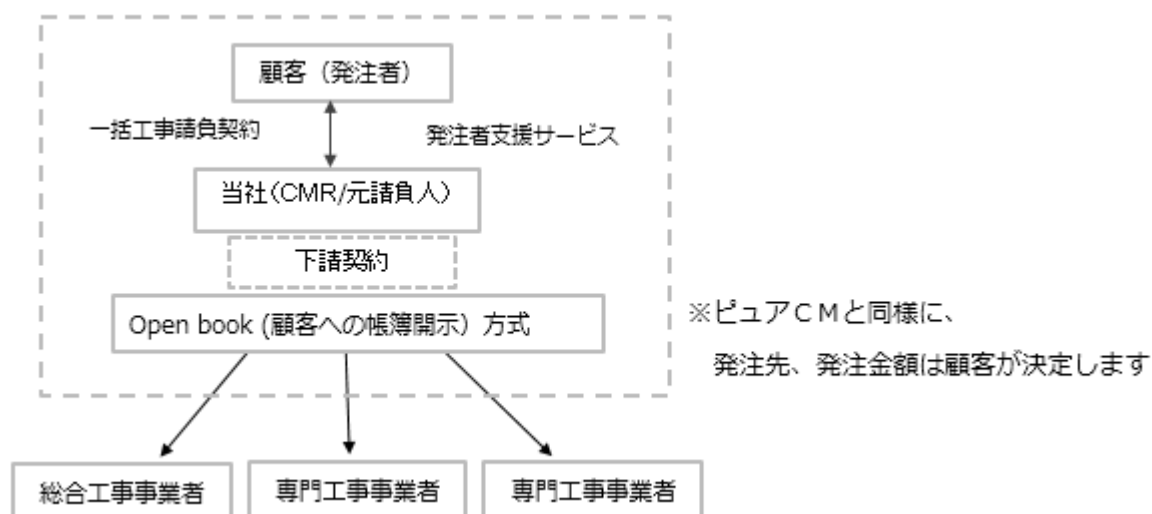 顧客（発注者）
一括工事請負契約
発注者支援サービス
当社（CMR/元請負人）
下請契約
Open book (顧客への帳簿開示）方式
※ピュアＣＭと同様に、
発注先、発注金額は顧客が決定します
総合工事事業者
専門工事事業者
専門工事事業者